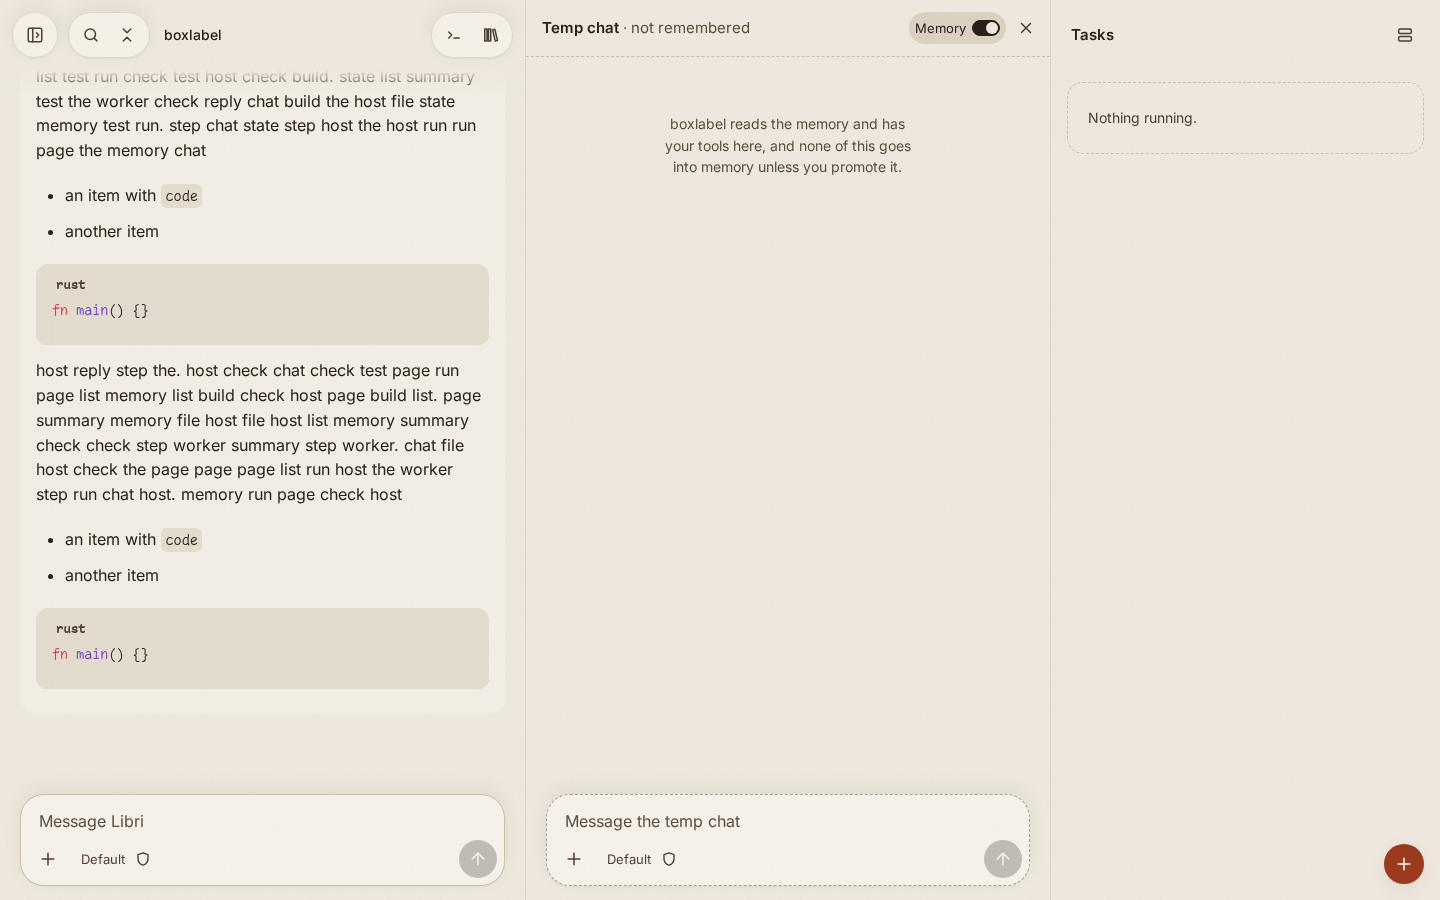 boxlabel
list test run check test host check build. state list summary
test the worker check reply chat build the host file state
memory test run. step chat state step host the host run run
page the memory chat
• an item with code
• another item
rust
fn main() {}
host reply step the. host check chat check test page run
page list memory list build check host page build list. page
summary memory file host file host list memory summary
check check step worker summary step worker. chat file
host check the page page page list run host the worker
step run chat host. memory run page check host
• an item with code
• another item
rust
fn main() {}
Message Libri
Default
Temp chat · not remembered
Memory
boxlabel reads the memory and has
your tools here, and none of this goes
into memory unless you promote it.
Message the temp chat
Default
Tasks
Nothing running.